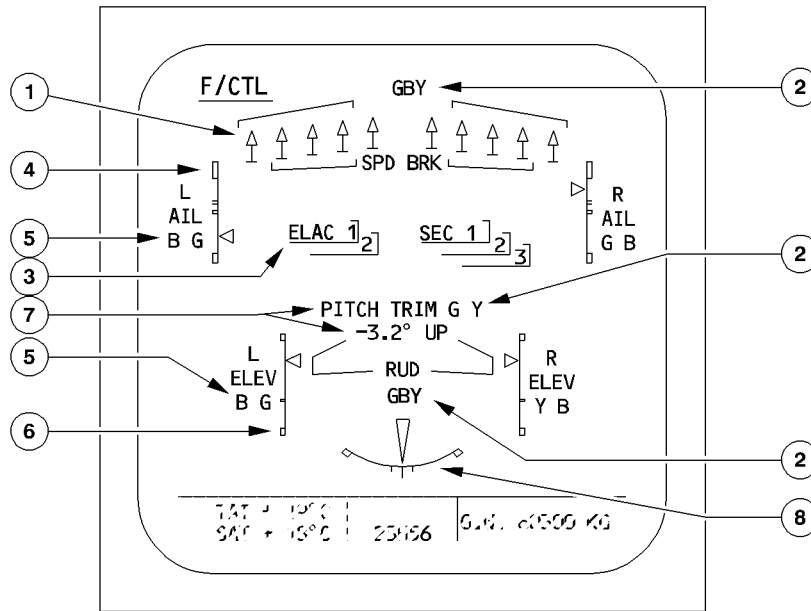 F/CTL
GBY
1
2
SPD BRK
4
L
AIL
B G
R
AIL
G B
5
ELAC 1
2
SEC 1
2
3
3
2
7
PITCH TRIM G Y
-3.2° UP
L
ELEV
B G
R
ELEV
Y B
RUD
GBY
5
6
2
8
G.W.
KG